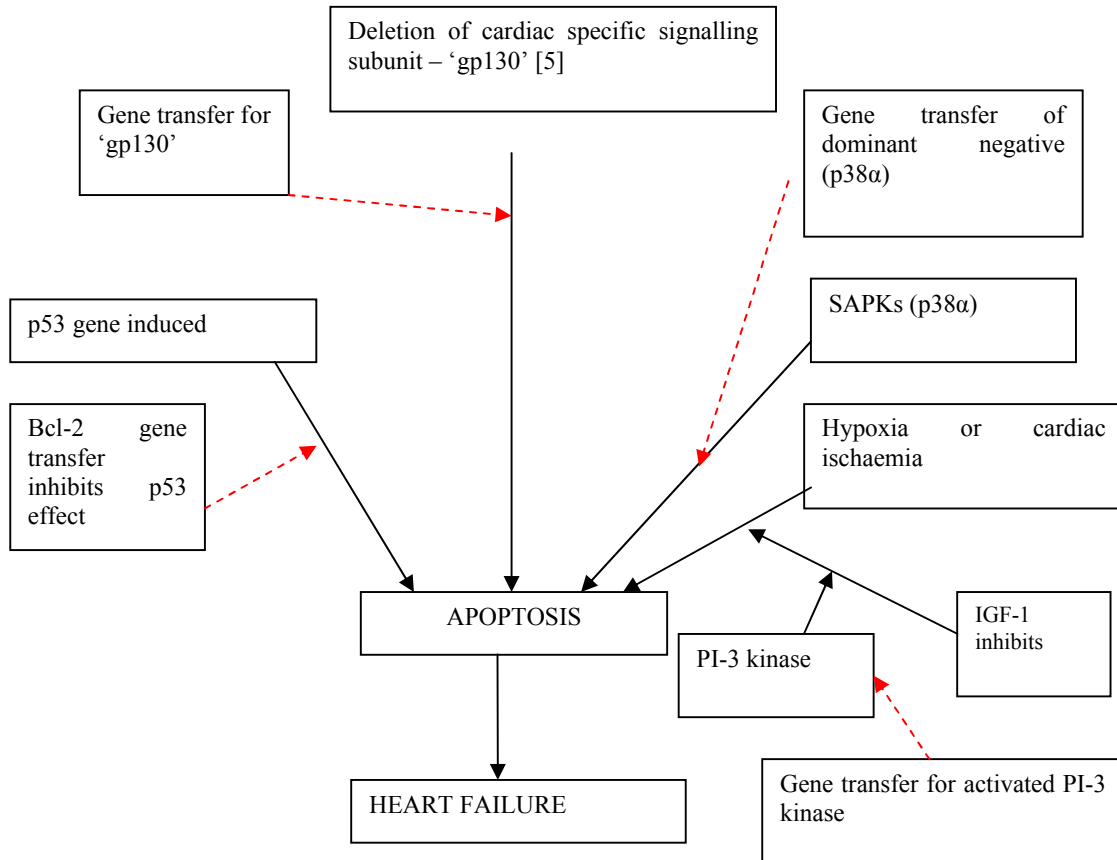 Deletion of cardiac specific signalling
subunit – 'gp130' [5]
Gene transfer for
'gp130'
Gene transfer of
dominant negative
(p38α)
p53 gene induced
SAPKs (p38α)
Bcl-2 gene
transfer
inhibits p53
effect
Hypoxia or cardiac
ischaemia
APOPTOSIS
PI-3 kinase
IGF-1
inhibits
HEART FAILURE
Gene transfer for activated PI-3
kinase